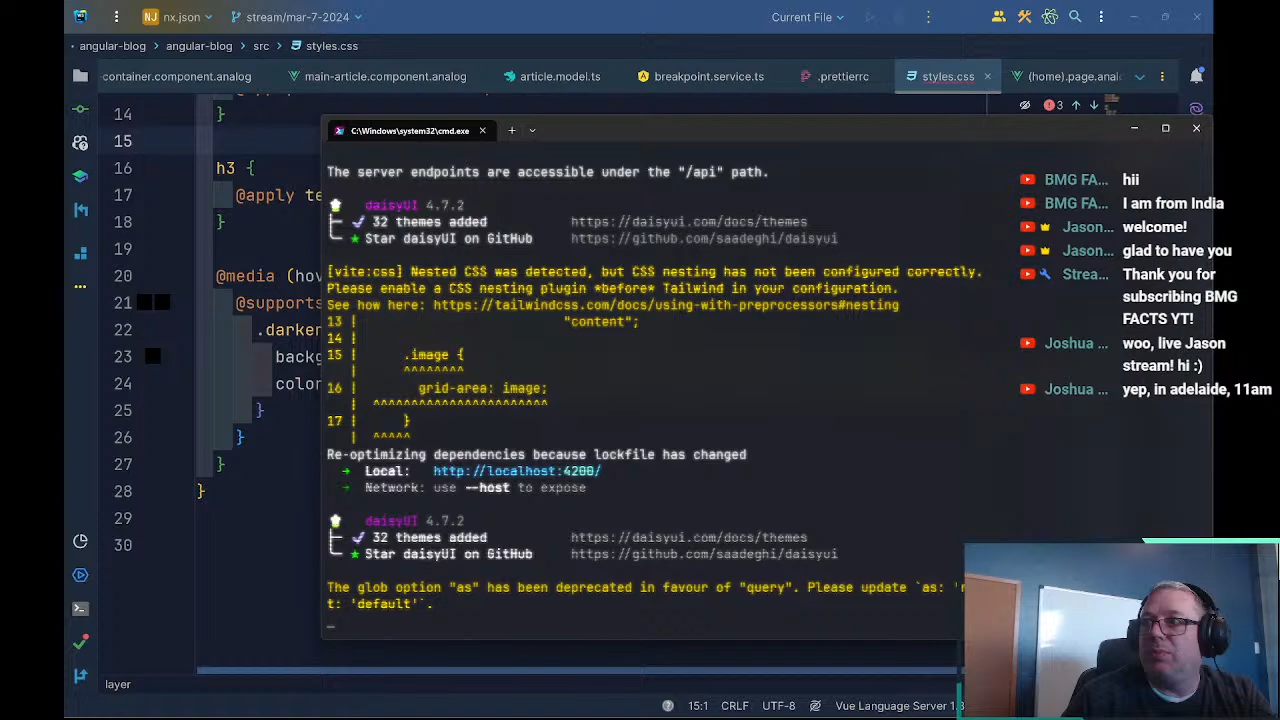 nx.json
stream/mar-7-2024
Current File
angular-blog
angular-blog
src
styles.css
-container.component.analog
main-article.component.analog
article.model.ts
breakpoint.service.ts
.prettierrc
styles.css
14
}
15
16 h3 {
17 @apply te
18 }
19
20 @media (hov
21 @supports
22 .darken
23 backg
24 color
25 }
26 }
27 }
28 }
29
30
C:\Windows\system32\cmd.exe
The server endpoints are accessible under the "/api" path.
daisyUI 4.7.2
├─ ✔︎ 32 themes added https://daisyui.com/docs/themes
╰─ ★ Star daisyUI on GitHub https://github.com/saadeghi/daisyui
[vite:css] Nested CSS was detected, but CSS nesting has not been configured correctly.
Please enable a CSS nesting plugin *before* Tailwind in your configuration.
See how here: https://tailwindcss.com/docs/using-with-preprocessors#nesting
13 | "content";
14 |
15 | .image {
| ^^^^^^^^
16 | grid-area: image;
| ^^^^^^^^^^^^^^^^^^^^^^^
17 | }
| ^^^^^
Re-optimizing dependencies because lockfile has changed
➜ Local: http://localhost:4200/
➜ Network: use --host to expose
daisyUI 4.7.2
├─ ✔︎ 32 themes added https://daisyui.com/docs/themes
╰─ ★ Star daisyUI on GitHub https://github.com/saadeghi/daisyui
The glob option "as" has been deprecated in favour of "query". Please update `as: 'r
t: 'default'`.
3
BMG FA... hii
BMG FA... I am from India
Jason... welcome!
Jason... glad to have you
Strea... Thank you for
subscribing BMG
FACTS YT!
Joshua ... woo, live Jason
stream! hi :)
Joshua ... yep, in adelaide, 11am
layer
15:1
CRLF
UTF-8